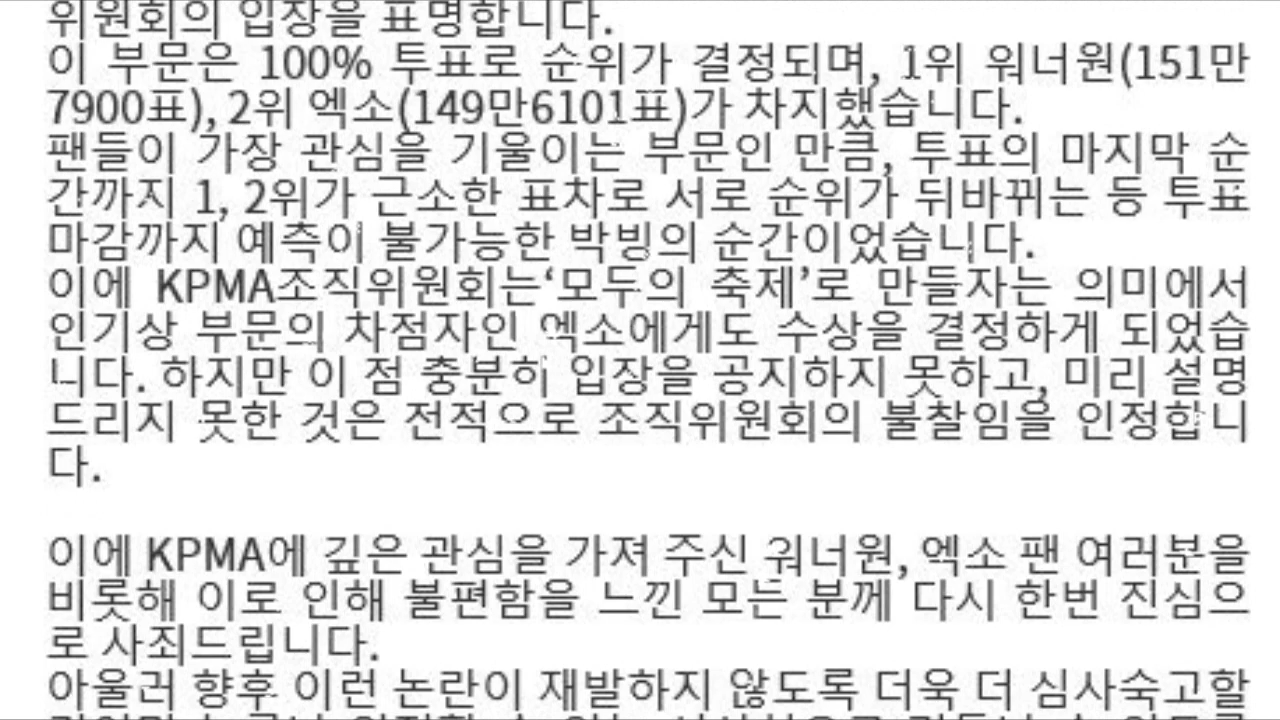 위원회의 입장을 표명합니다.
이 부문은 100% 투표로 순위가 결정되며, 1위 워너원(151만
7900표), 2위 엑소(149만6101표)가 차지했습니다.
팬들이 가장 관심을 기울이는 부문인 만큼, 투표의 마지막 순
간까지 1, 2위가 근소한 표차로 서로 순위가 뒤바뀌는 등 투표
마감까지 예측이 불가능한 박빙의 순간이었습니다.
이에 KPMA조직위원회는‘모두의 축제’로 만들자는 의미에서
인기상 부문의 차점자인 엑소에게도 수상을 결정하게 되었습
니다. 하지만 이 점 충분히 입장을 공지하지 못하고, 미리 설명
드리지 못한 것은 전적으로 조직위원회의 불찰임을 인정합니
다.
이에 KPMA에 깊은 관심을 가져 주신 워너원, 엑소 팬 여러분을
비롯해 이로 인해 불편함을 느낀 모든 분께 다시 한번 진심으
로 사죄드립니다.
아울러 향후 이런 논란이 재발하지 않도록 더욱 더 심사숙고할